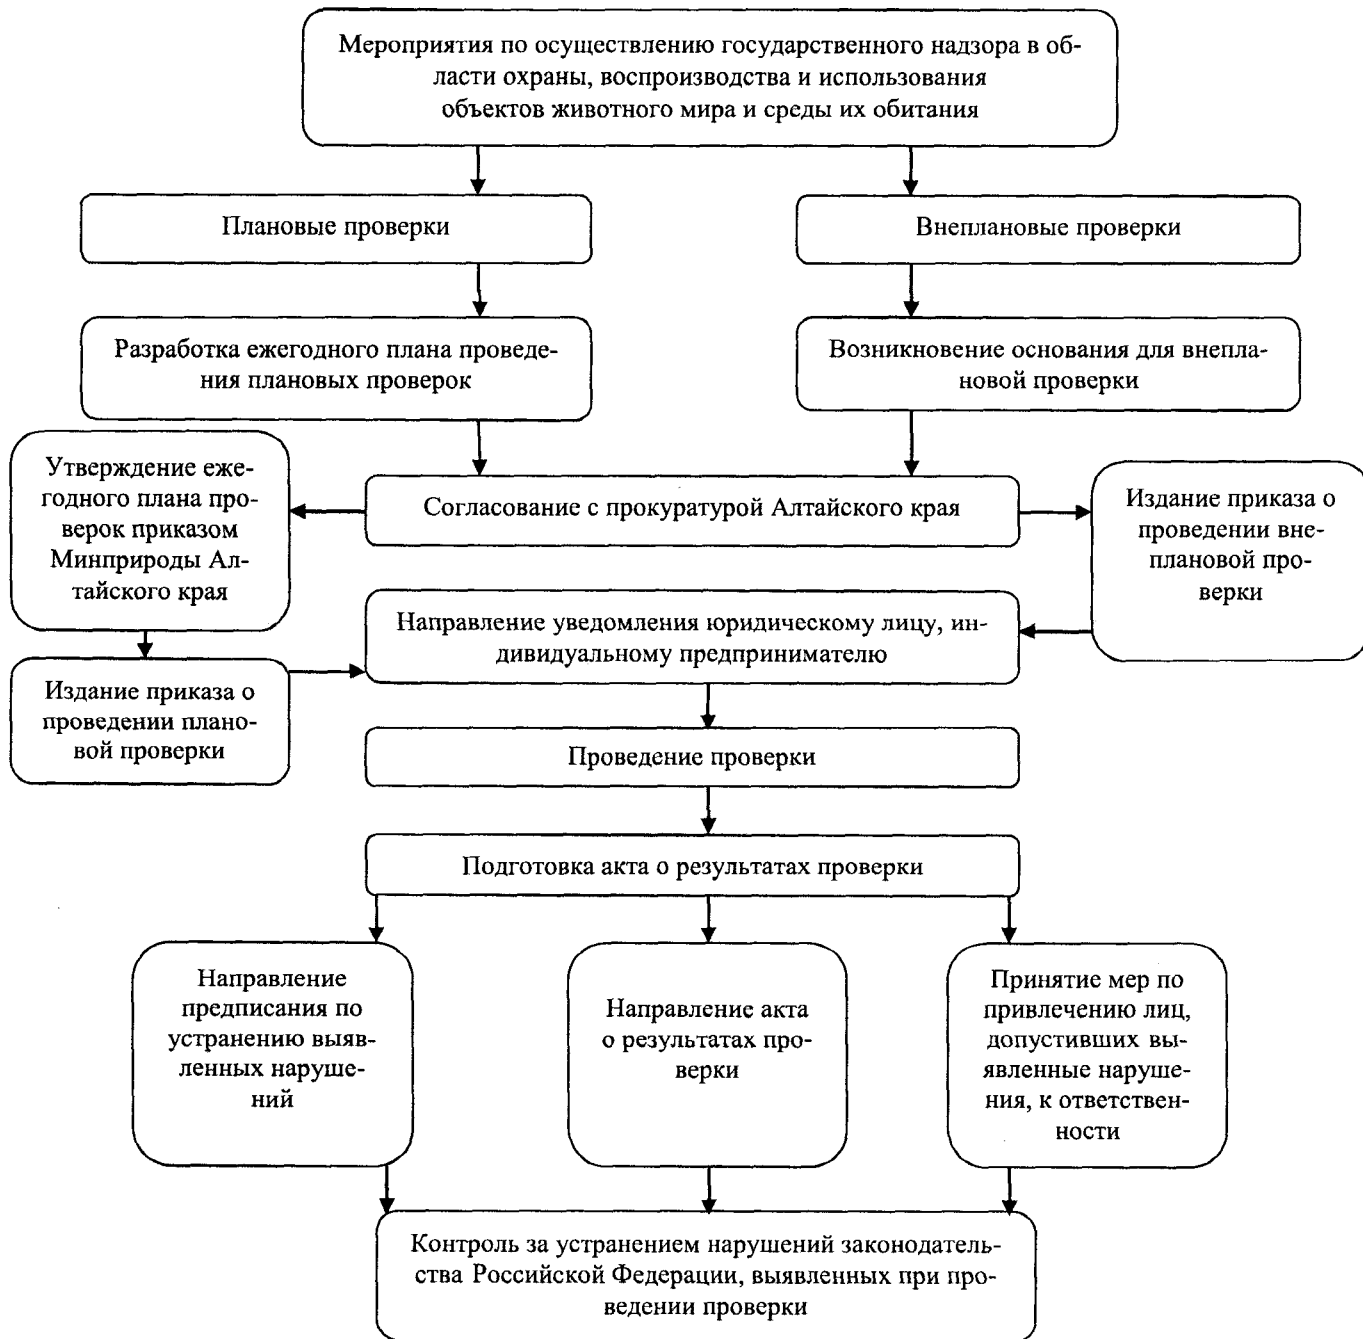 Мероприятия по осуществлению государственного надзора в об-
ласти охраны, воспроизводства и использования
объектов животного мира и среды их обитания
Плановые проверки
Внеплановые проверки
Разработка ежегодного плана проведе-
ния плановых проверок
Возникновение основания для внепла-
новой проверки
Утверждение еже-
годного плана про-
верок приказом
Минприроды Ал-
тайского края
Согласование с прокуратурой Алтайского края
Издание приказа о
проведении вне-
плановой про-
верки
Направление уведомления юридическому лицу, ин-
дивидуальному предпринимателю
Издание приказа о
проведении плано-
вой проверки
Проведение проверки
Подготовка акта о результатах проверки
Направление
предписания по
устранению выяв-
ленных наруше-
ний
Направление акта
о результатах про-
верки
Принятие мер по
привлечению лиц,
допустивших вы-
явленные наруше-
ния, к ответствен-
ности
Контроль за устранением нарушений законодатель-
ства Российской Федерации, выявленных при про-
ведении проверки